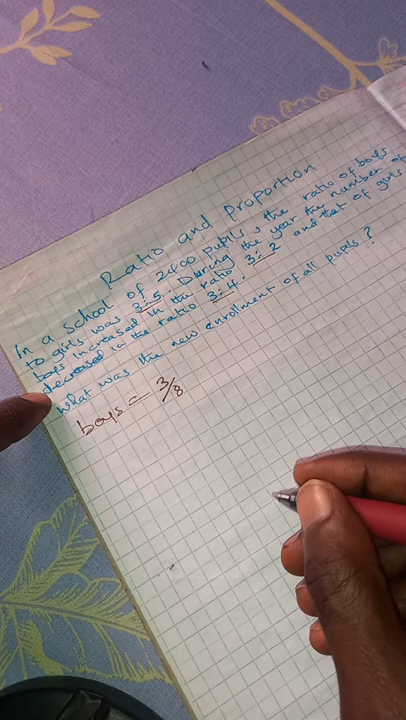 Ratio and Proportion
In a school of 2400 pupils, the ratio of boys
to girls was 3:5. During the year the number of
boys increased in the ratio 3:2 and that of girls
decreased in the ratio 3:4.
What was the new enrollment of all pupils?
boys = 3/8